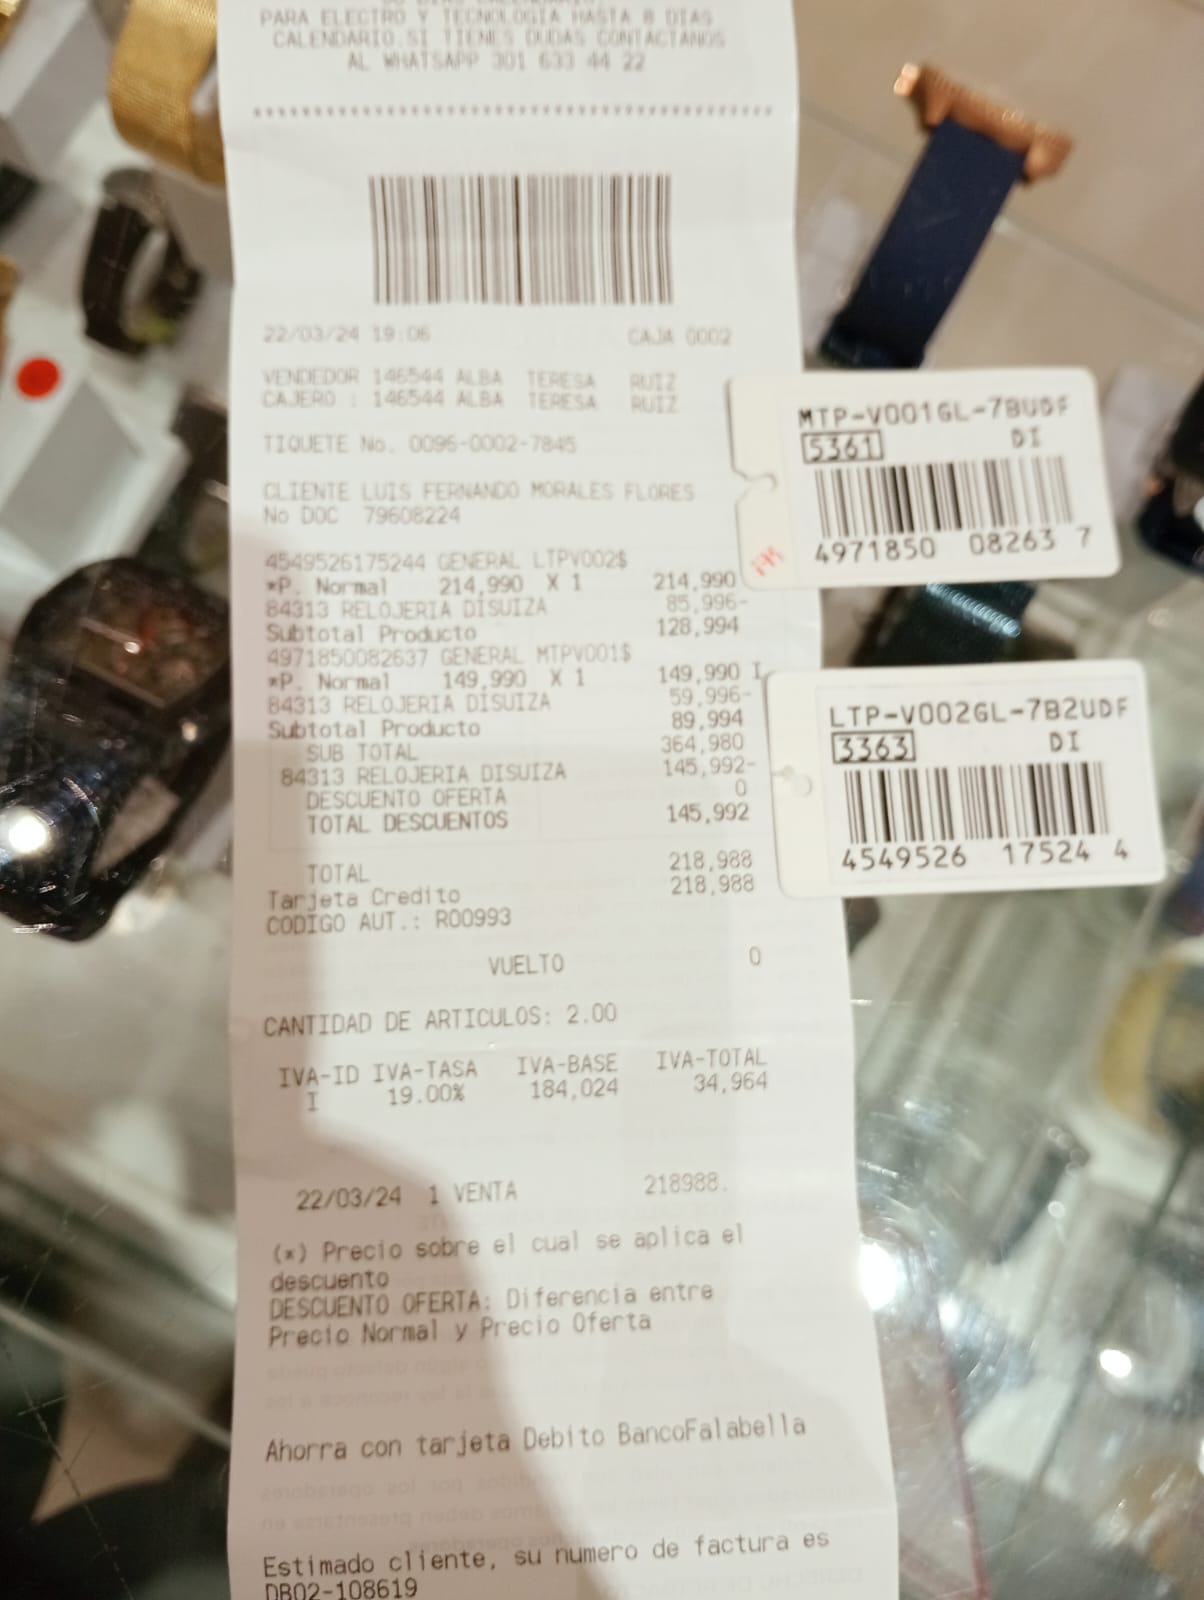 PARA ELECTRO Y TECNOLOGIA HASTA 8 DIAS
CALENDARIO.SI TIENES DUDAS CONTACTANOS
AL WHATSAPP 301 633 44 22
22/03/24 19:06 CAJA 0002
VENDEDOR 146544 ALBA TERESA RUIZ
CAJERO : 146544 ALBA TERESA RUIZ
TIQUETE No. 0096-0002-7845
CLIENTE LUIS FERNANDO MORALES FLORES
No DOC 79608224
4549526175244 GENERAL LTPV002$
*P. Normal 214,990 X 1 214,990
84313 RELOJERIA DISUIZA 85,996-
Subtotal Producto 128,994
4971850082637 GENERAL MTPV001$
*P. Normal 149,990 X 1 149,990 I
84313 RELOJERIA DISUIZA 59,996-
Subtotal Producto 89,994
SUB TOTAL 364,980
84313 RELOJERIA DISUIZA 145,992-
DESCUENTO OFERTA 0
TOTAL DESCUENTOS 145,992
TOTAL 218,988
Tarjeta Credito 218,988
CODIGO AUT.: R00993
VUELTO 0
CANTIDAD DE ARTICULOS: 2.00
IVA-ID IVA-TASA IVA-BASE IVA-TOTAL
I 19.00% 184,024 34,964
22/03/24 1 VENTA 218988.
(*) Precio sobre el cual se aplica el
descuento
DESCUENTO OFERTA: Diferencia entre
Precio Normal y Precio Oferta
Ahorra con tarjeta Debito BancoFalabella
Estimado cliente, su numero de factura es
DB02-108619
MTP-V001GL-7BUDF
5361 DI
4971850 08263 7
LTP-V002GL-7B2UDF
3363 DI
4549526 17524 4